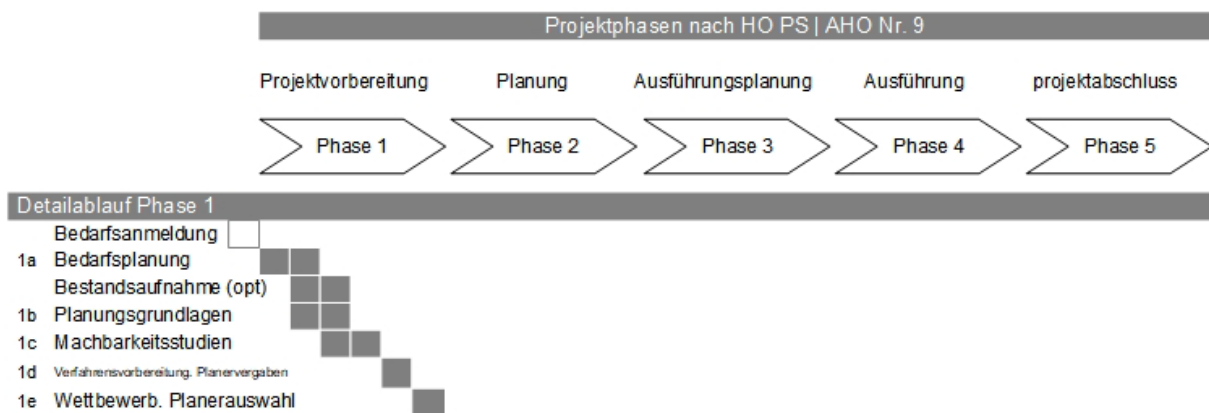 Projektphasen nach HO PS | AHO Nr. 9
Projektvorbereitung Planung Ausführungsplanung Ausführung projektabschluss
Phase 1 Phase 2 Phase 3 Phase 4 Phase 5
Detailablauf Phase 1
Bedarfsanmeldung
1a Bedarfsplanung
Bestandsaufnahme (opt)
1b Planungsgrundlagen
1c Machbarkeitsstudien
1d Verfahrensvorbereitung. Planervergaben
1e Wettbewerb. Planerauswahl